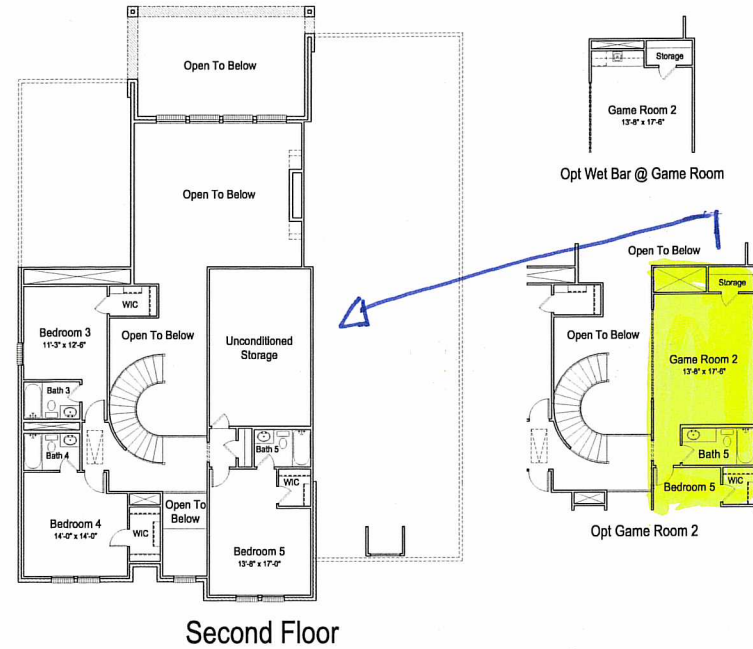 Open To Below
Storage
Game Room 2
13'-8" x 17'-6"
Opt Wet Bar @ Game Room
Open To Below
Open To Below
Storage
WIC
Bedroom 3
11'-3" x 12'-6"
Open To Below
Unconditioned
Storage
Open To Below
Game Room 2
13'-8" x 17'-6"
Bath 3
Bath 4
Bath 5
Bath 5
WIC
Bedroom 5
WIC
Open To
Below
Bedroom 4
14'-0" x 14'-0"
WIC
Opt Game Room 2
Bedroom 5
13'-8" x 17'-0"
Second Floor